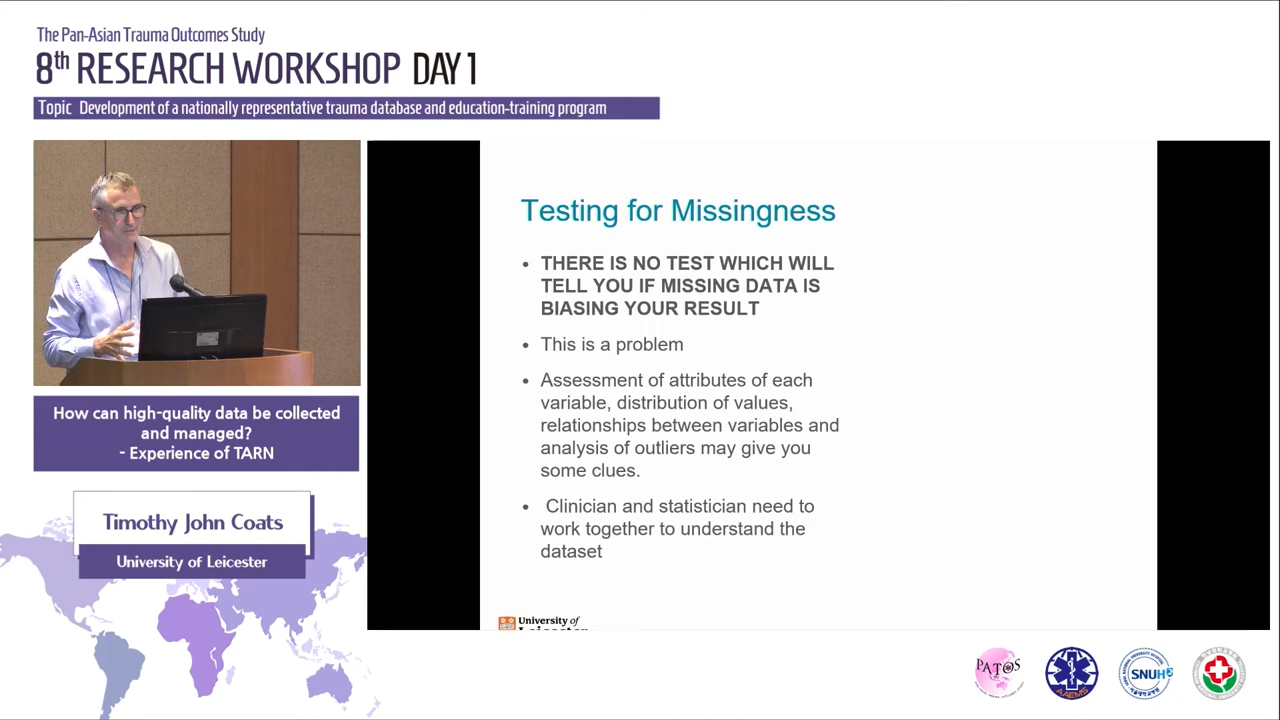 The Pan-Asian Trauma Outcomes Study
8th RESEARCH WORKSHOP DAY 1
Topic Development of a nationally representative trauma database and education-training program
How can high-quality data be collected
and managed?
- Experience of TARN
Timothy John Coats
University of Leicester
Testing for Missingness
• THERE IS NO TEST WHICH WILL
TELL YOU IF MISSING DATA IS
BIASING YOUR RESULT
• This is a problem
• Assessment of attributes of each
variable, distribution of values,
relationships between variables and
analysis of outliers may give you
some clues.
• Clinician and statistician need to
work together to understand the
dataset
University of
Leicester
PATOS
AAEMS
SNUH